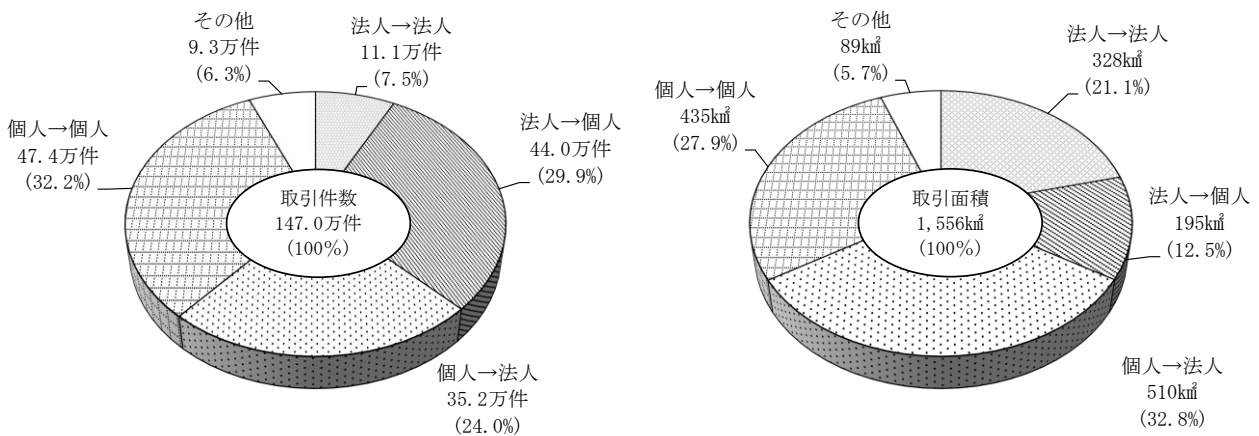 その他
9.3万件
(6.3%)
法人→法人
11.1万件
(7.5%)
個人→個人
47.4万件
(32.2%)
法人→個人
44.0万件
(29.9%)
取引件数
147.0万件
(100%)
個人→法人
35.2万件
(24.0%)
その他
89k㎡
(5.7%)
法人→法人
328k㎡
(21.1%)
個人→個人
435k㎡
(27.9%)
法人→個人
195k㎡
(12.5%)
取引面積
1,556k㎡
(100%)
個人→法人
510k㎡
(32.8%)